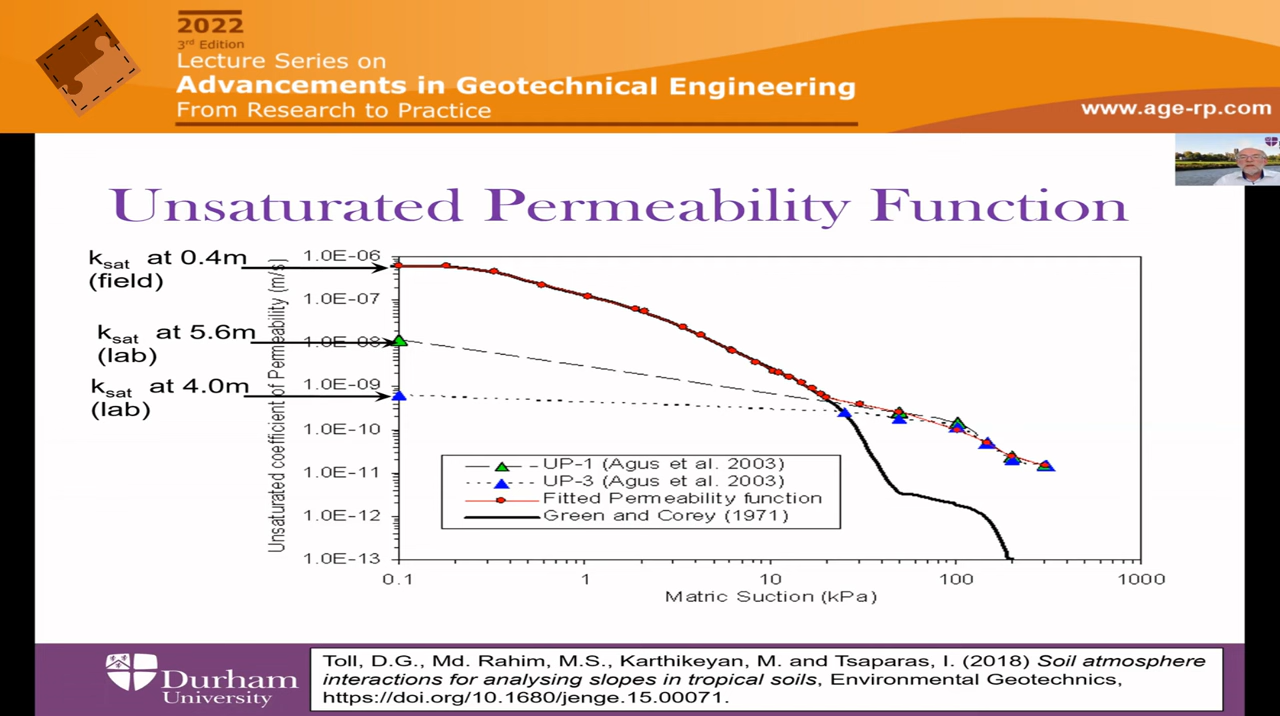 2022
3rd Edition
Lecture Series on
Advancements in Geotechnical Engineering
From Research to Practice
www.age-rp.com
Unsaturated Permeability Function
ksat at 0.4m
(field)
ksat at 5.6m
(lab)
ksat at 4.0m
(lab)
Unsaturated coefficient of Permeability (m/s)
1.0E-06
1.0E-07
1.0E-08
1.0E-09
1.0E-10
1.0E-11
1.0E-12
1.0E-13
UP-1 (Agus et al. 2003)
UP-3 (Agus et al. 2003)
Fitted Permeability function
Green and Corey (1971)
0.1 1 10 100 1000
Matric Suction (kPa)
Durham
University
Toll, D.G., Md. Rahim, M.S., Karthikeyan, M. and Tsaparas, I. (2018) Soil atmosphere
interactions for analysing slopes in tropical soils, Environmental Geotechnics,
https://doi.org/10.1680/jenge.15.00071.